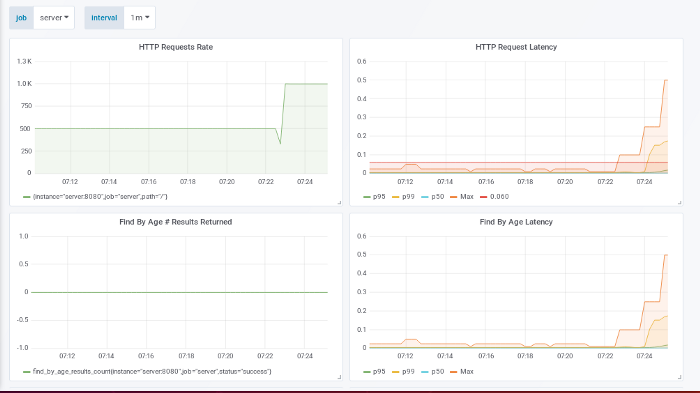 job server interval 1m
HTTP Requests Rate
1.3 K
1.0 K
750
500
250
0
07:12 07:14 07:16 07:18 07:20 07:22 07:24
{instance="server:8080",job="server",path="/"}
HTTP Request Latency
0.6
0.5
0.4
0.3
0.2
0.1
0
07:12 07:14 07:16 07:18 07:20 07:22 07:24
p95 p99 p50 Max 0.060
Find By Age # Results Returned
1.0
0.5
0
-0.5
-1.0
07:12 07:14 07:16 07:18 07:20 07:22 07:24
find_by_age_results_count{instance="server:8080",job="server",status="success"}
Find By Age Latency
0.6
0.5
0.4
0.3
0.2
0.1
0
07:12 07:14 07:16 07:18 07:20 07:22 07:24
p95 p99 p50 Max